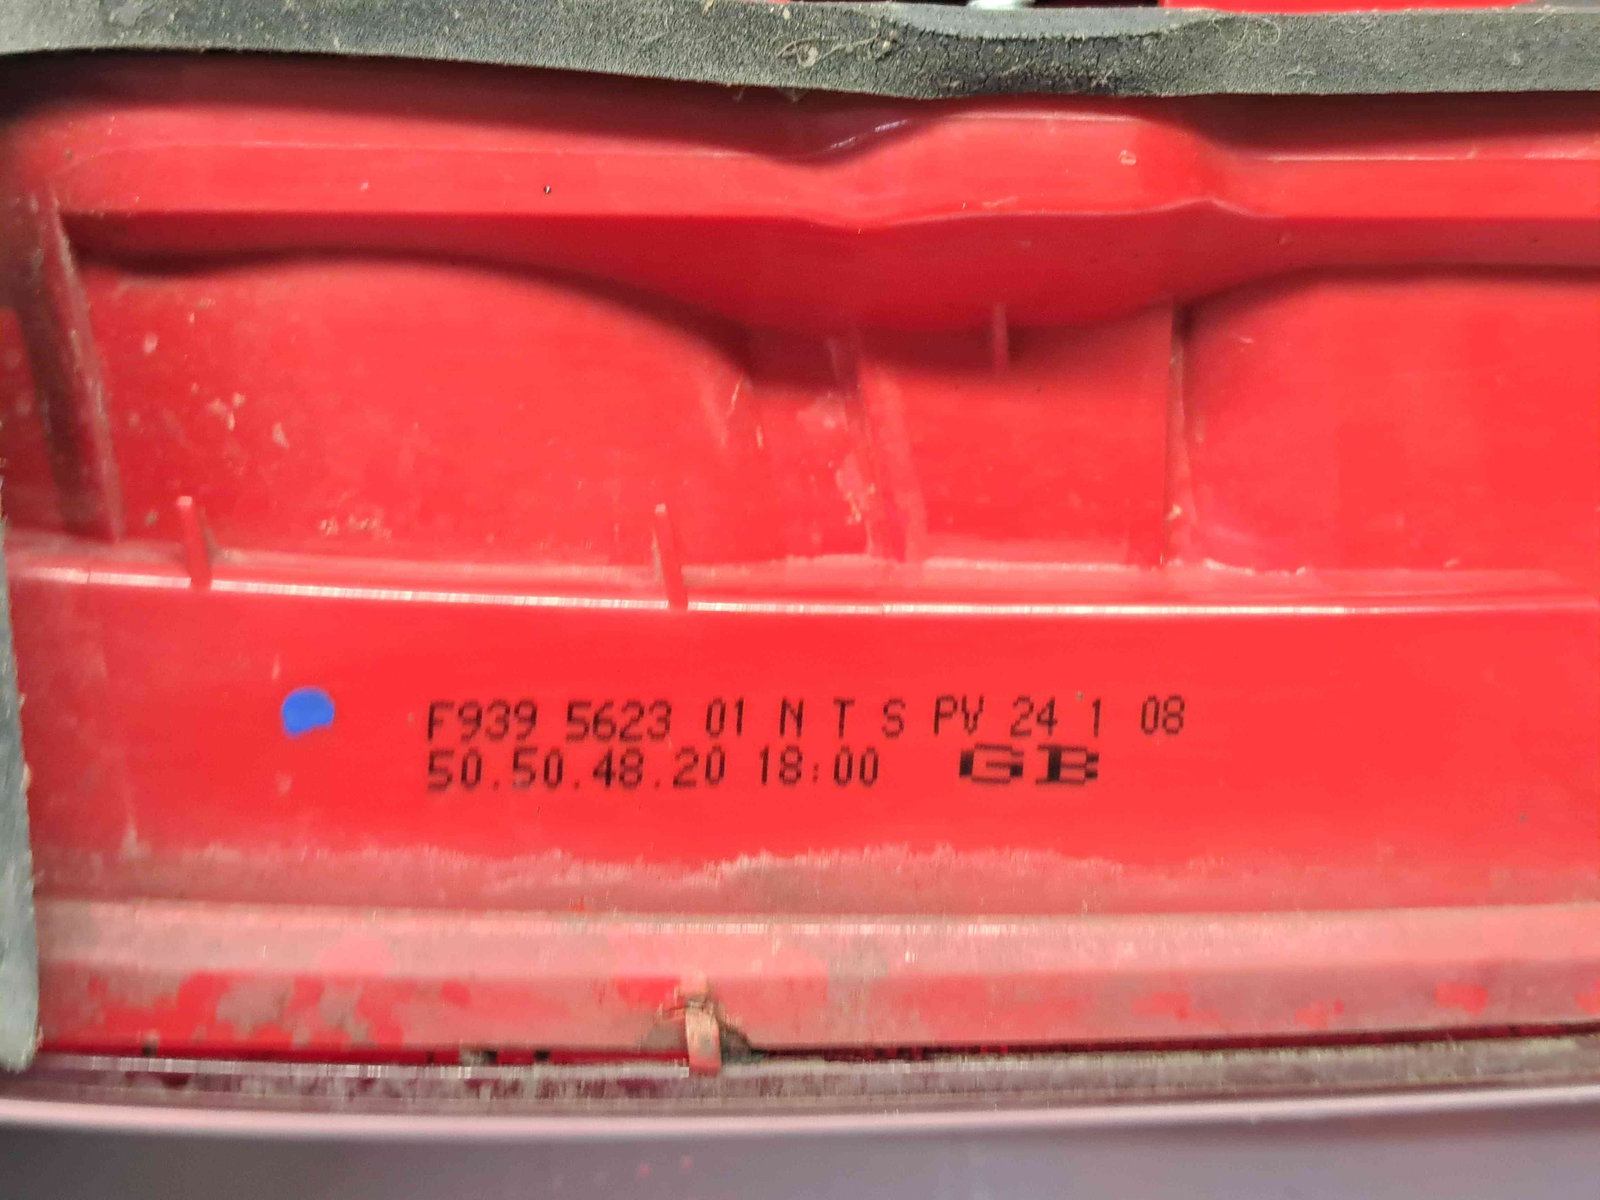 F939 5623 01 N T S PV 24 1 08
50.50.48.20 18:00 GB